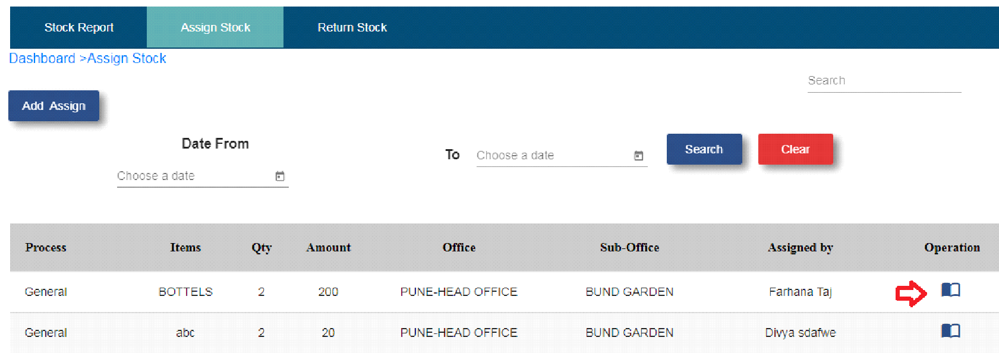 Stock Report Assign Stock Return Stock
Dashboard >Assign Stock
Search
Add Assign
Date From
To Choose a date Search Clear
Choose a date
Process Items Qty Amount Office Sub-Office Assigned by Operation
General BOTTELS 2 200 PUNE-HEAD OFFICE BUND GARDEN Farhana Taj
General abc 2 20 PUNE-HEAD OFFICE BUND GARDEN Divya sdafwe